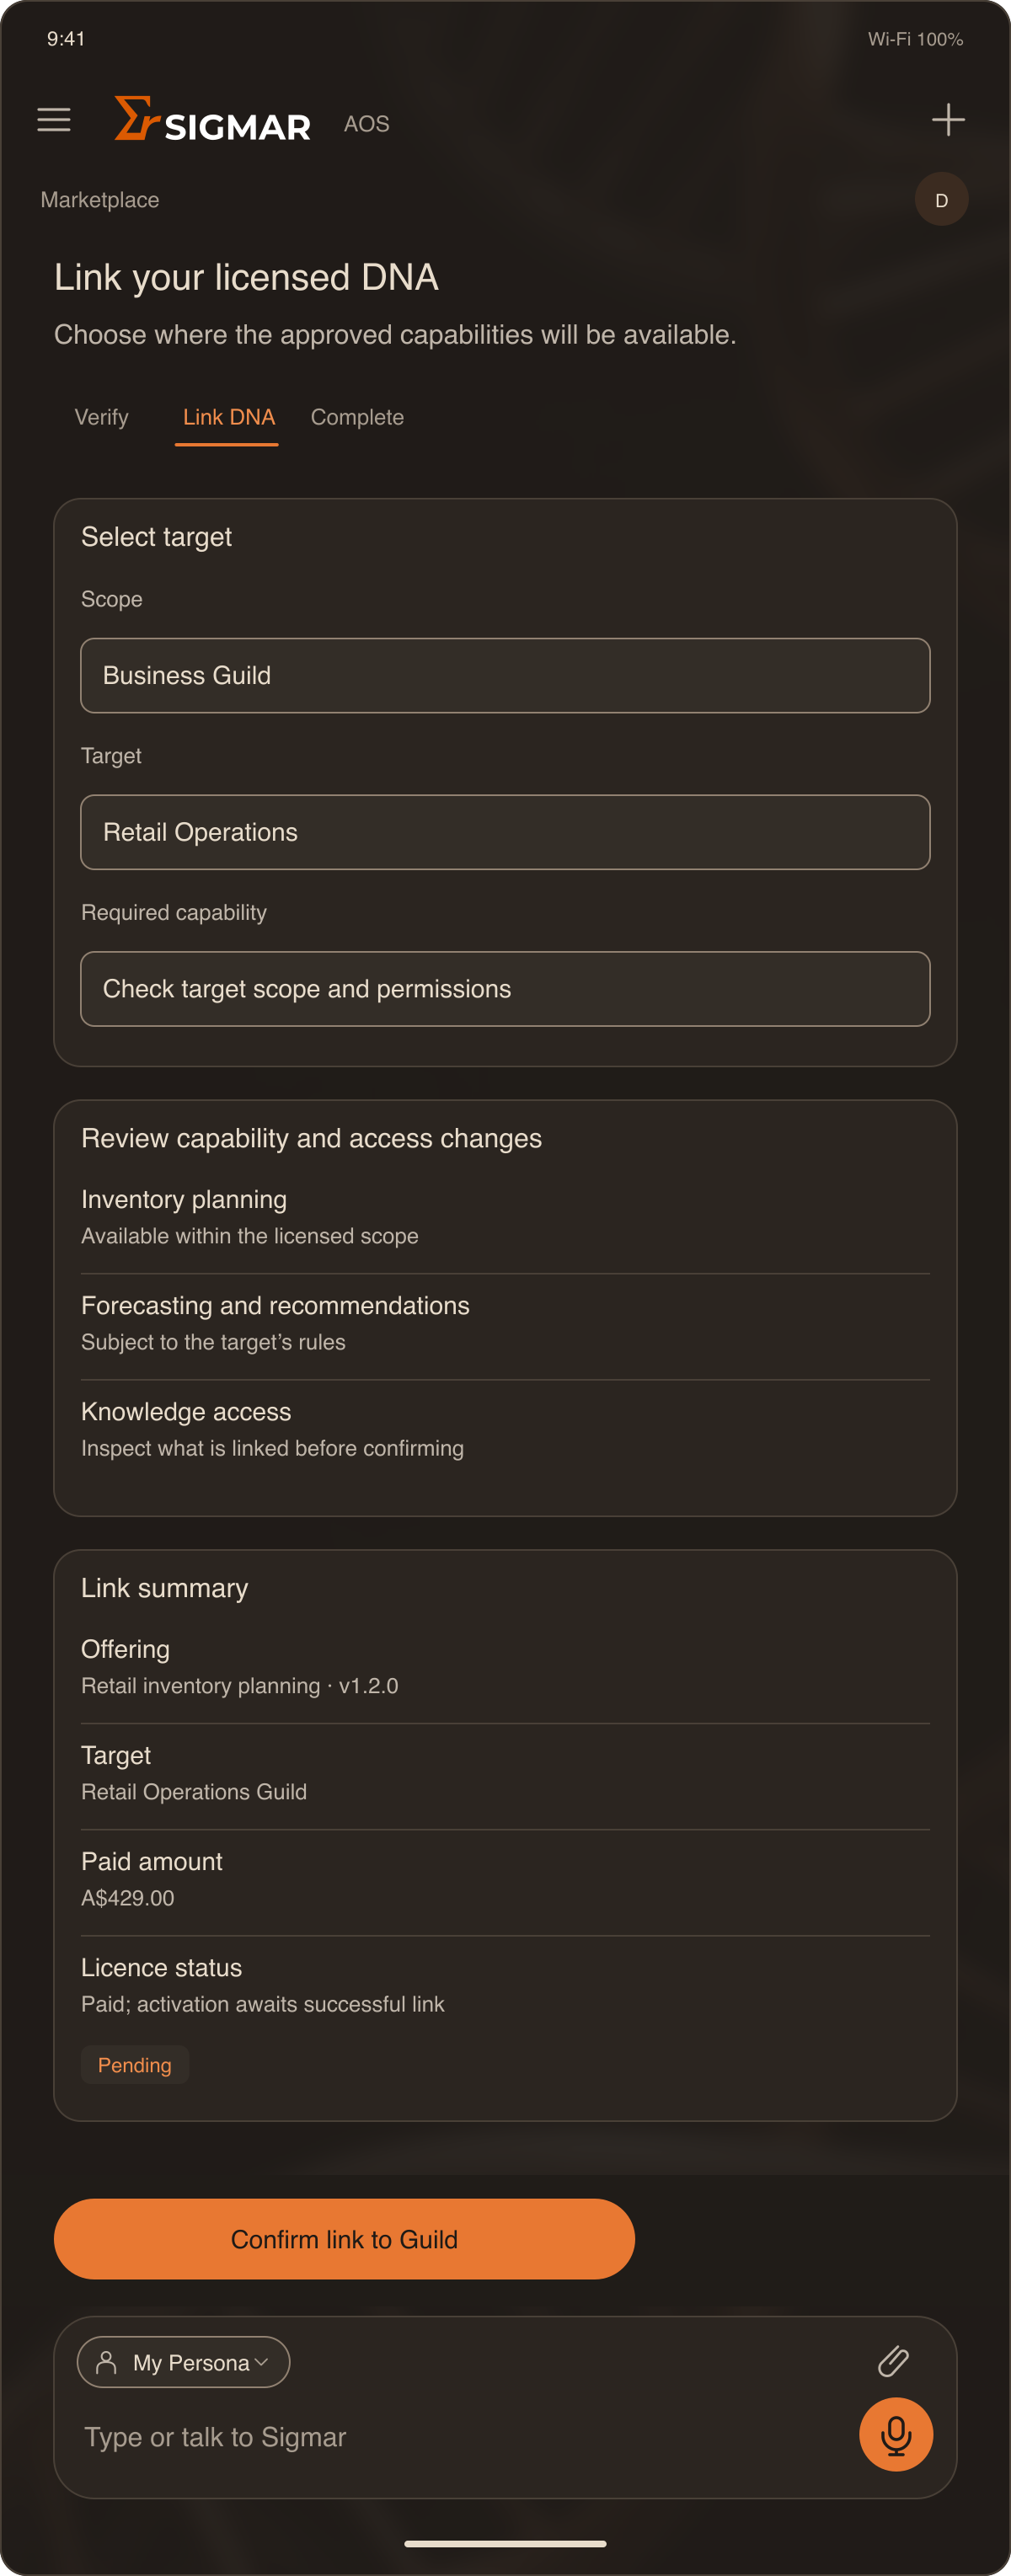 9:41
Wi-Fi 100%
SIGMAR AOS
Marketplace
D
Link your licensed DNA
Choose where the approved capabilities will be available.
Verify Link DNA Complete
Select target
Scope
Business Guild
Target
Retail Operations
Required capability
Check target scope and permissions
Review capability and access changes
Inventory planning
Available within the licensed scope
Forecasting and recommendations
Subject to the target’s rules
Knowledge access
Inspect what is linked before confirming
Link summary
Offering
Retail inventory planning · v1.2.0
Target
Retail Operations Guild
Paid amount
A$429.00
Licence status
Paid; activation awaits successful link
Pending
Confirm link to Guild
My Persona
Type or talk to Sigmar